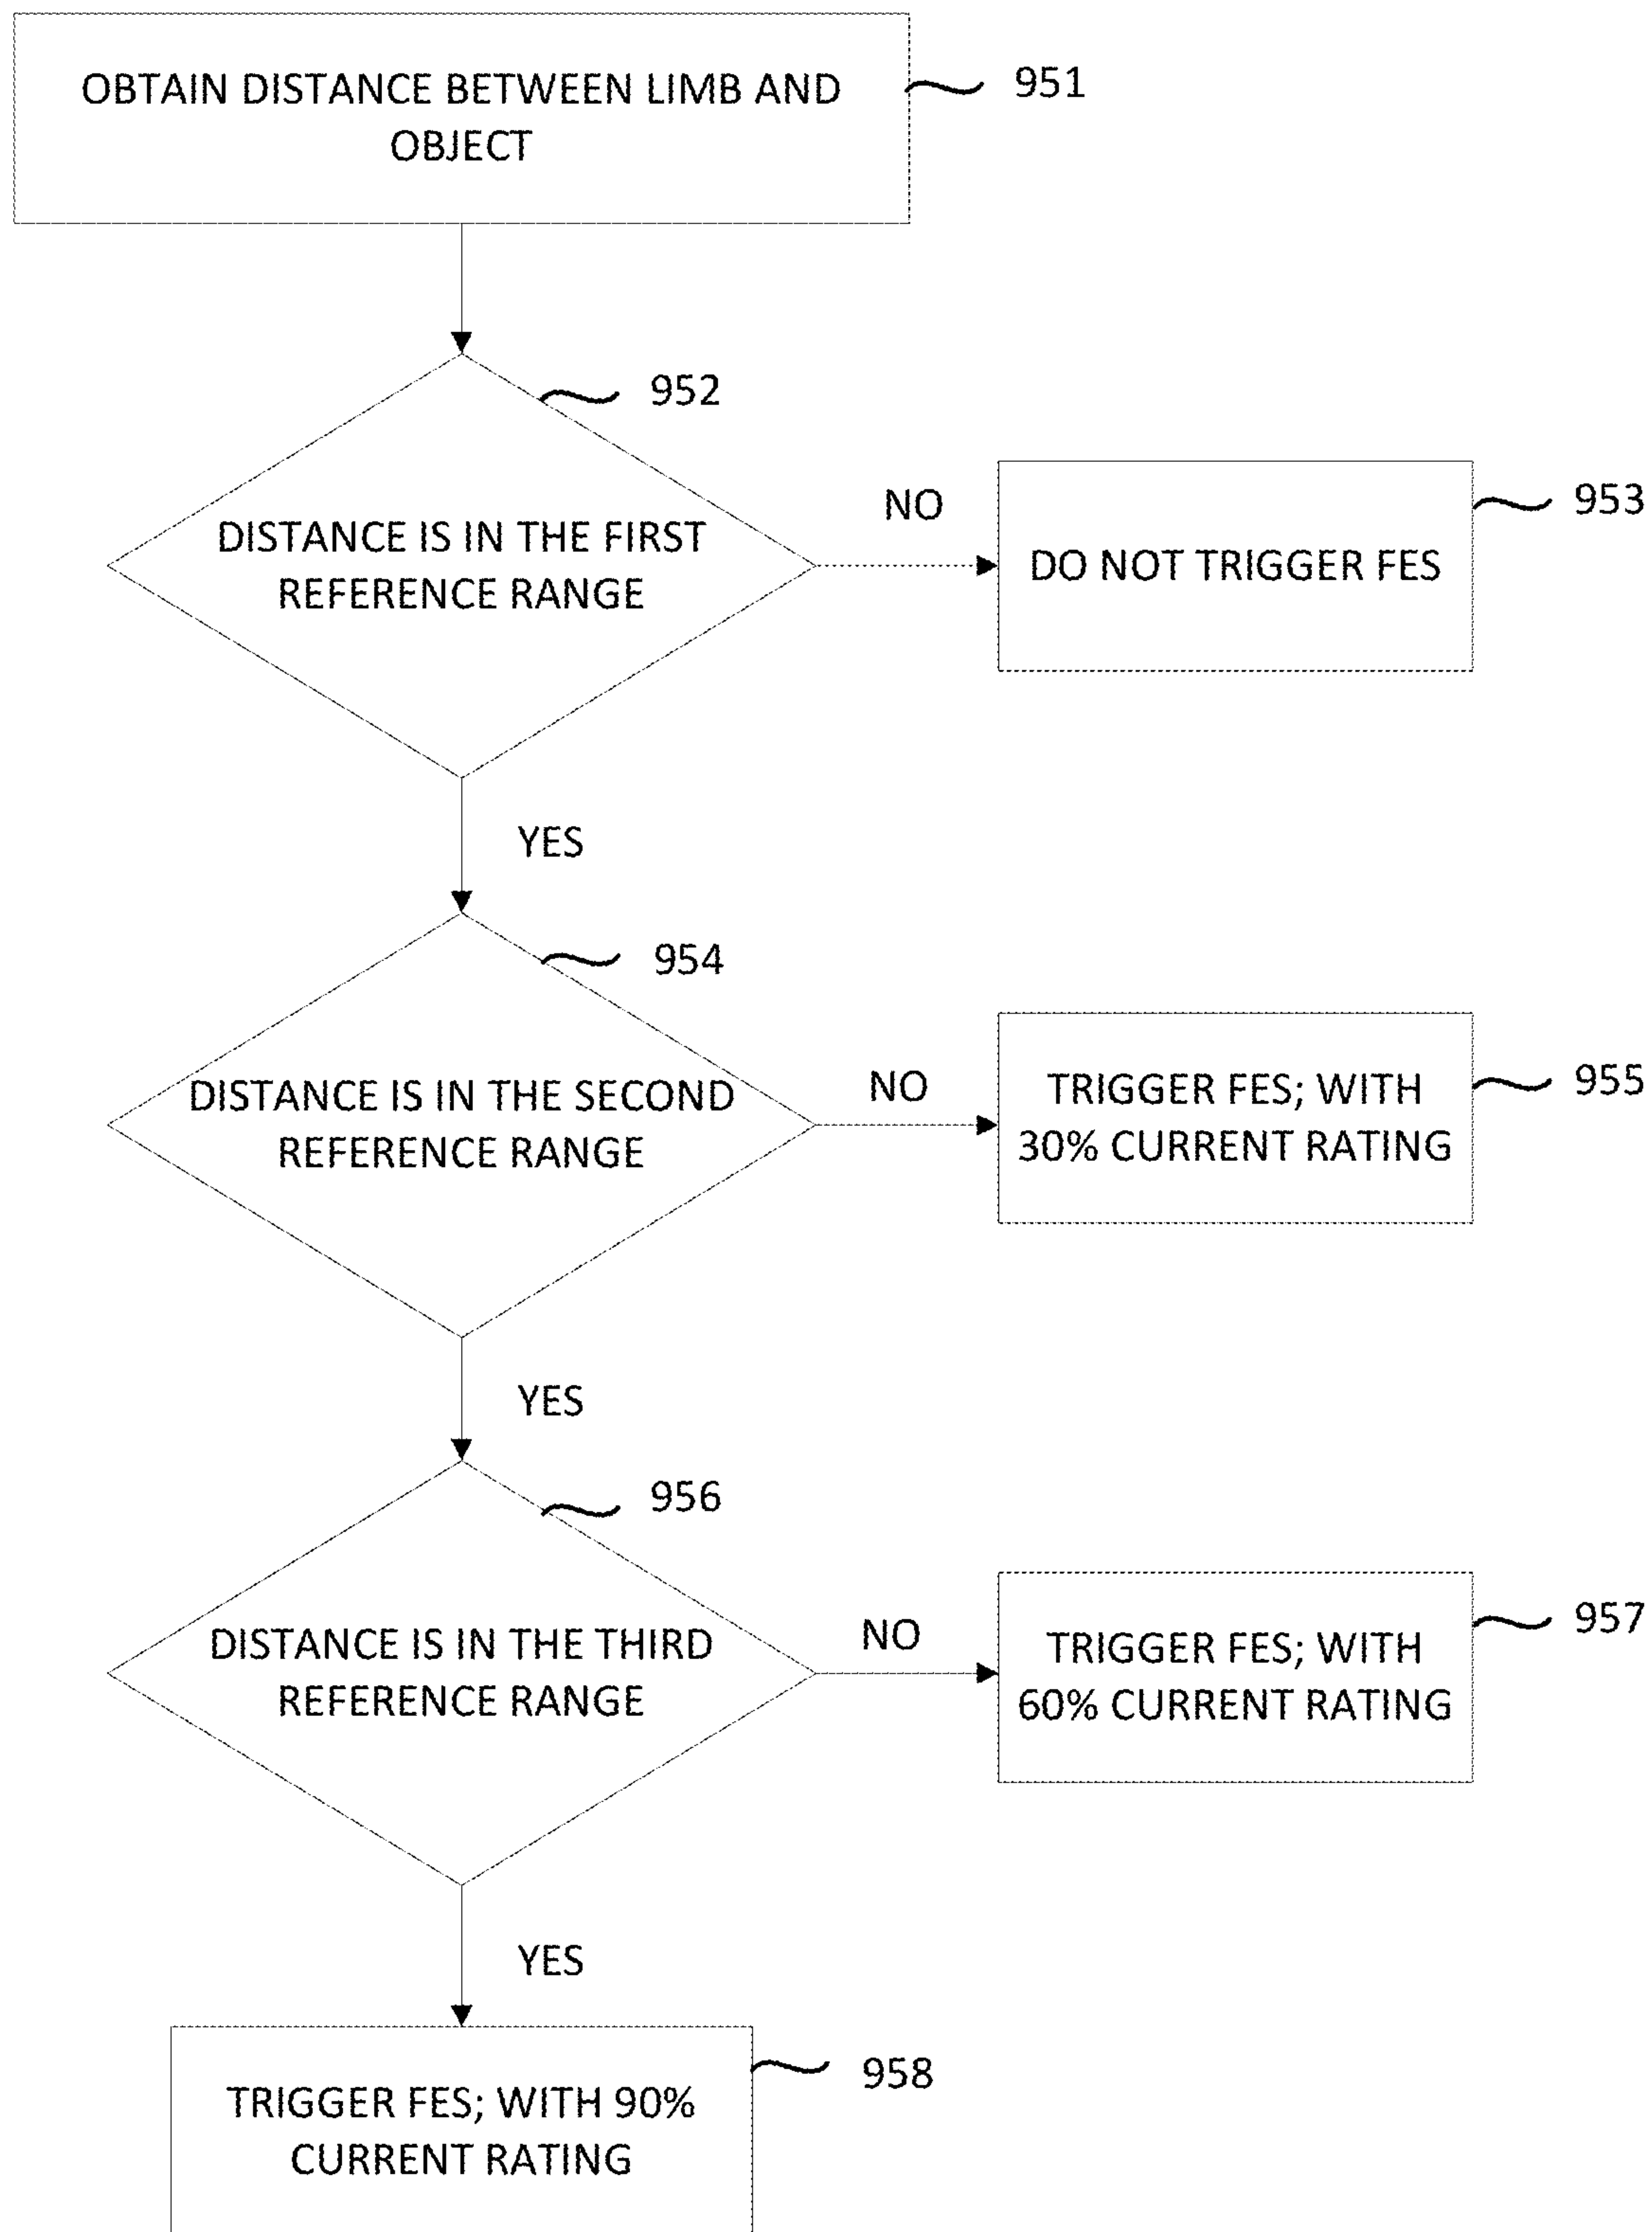 OBTAIN DISTANCE BETWEEN LIMB AND
OBJECT
951
952
DISTANCE IS IN THE FIRST
REFERENCE RANGE
NO
DO NOT TRIGGER FES
953
YES
954
DISTANCE IS IN THE SECOND
REFERENCE RANGE
NO
TRIGGER FES; WITH
30% CURRENT RATING
955
YES
956
DISTANCE IS IN THE THIRD
REFERENCE RANGE
NO
TRIGGER FES; WITH
60% CURRENT RATING
957
YES
TRIGGER FES; WITH 90%
CURRENT RATING
958